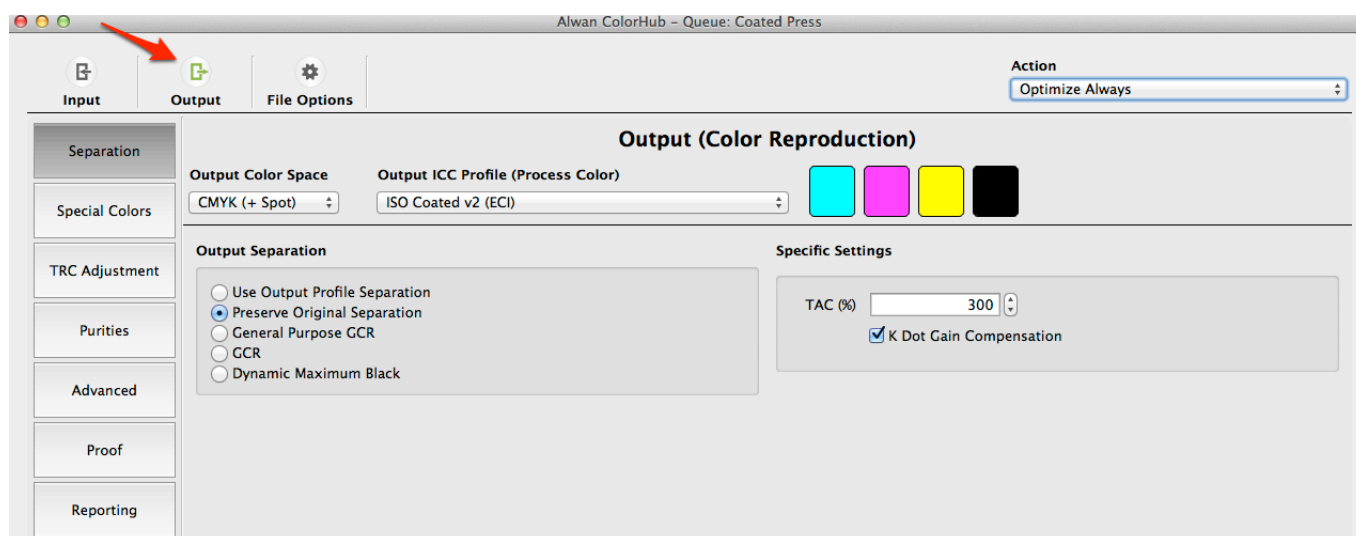 Alwan ColorHub - Queue: Coated Press
Input
Output
File Options
Action
Optimize Always
Separation
Special Colors
TRC Adjustment
Purities
Advanced
Proof
Reporting
Output (Color Reproduction)
Output Color Space
Output ICC Profile (Process Color)
CMYK (+ Spot)
ISO Coated v2 (ECI)
Output Separation
Use Output Profile Separation
Preserve Original Separation
General Purpose GCR
GCR
Dynamic Maximum Black
Specific Settings
TAC (%) 300
K Dot Gain Compensation